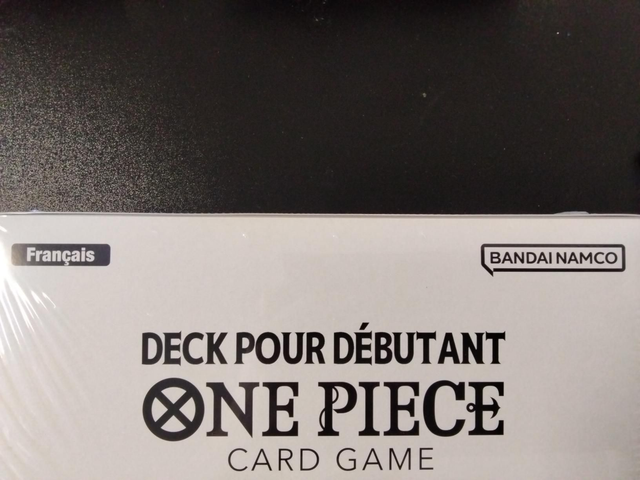 Français
BANDAI NAMCO
DECK POUR DÉBUTANT
ONE PIECE
CARD GAME